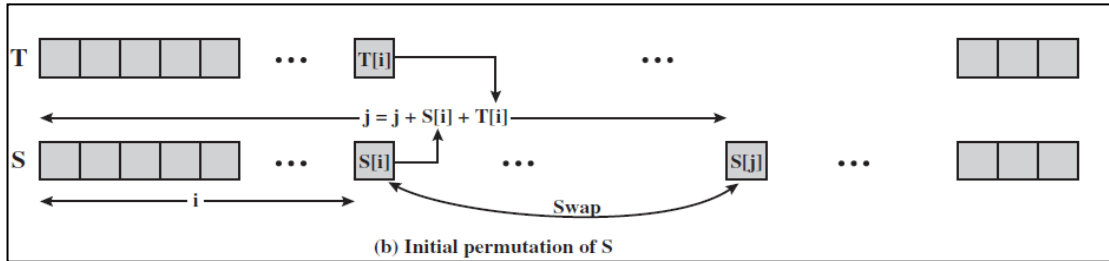 T ••• T[i] •••
j = j + S[i] + T[i]
S ••• S[i] ••• S[j] •••
i
Swap
(b) Initial permutation of S